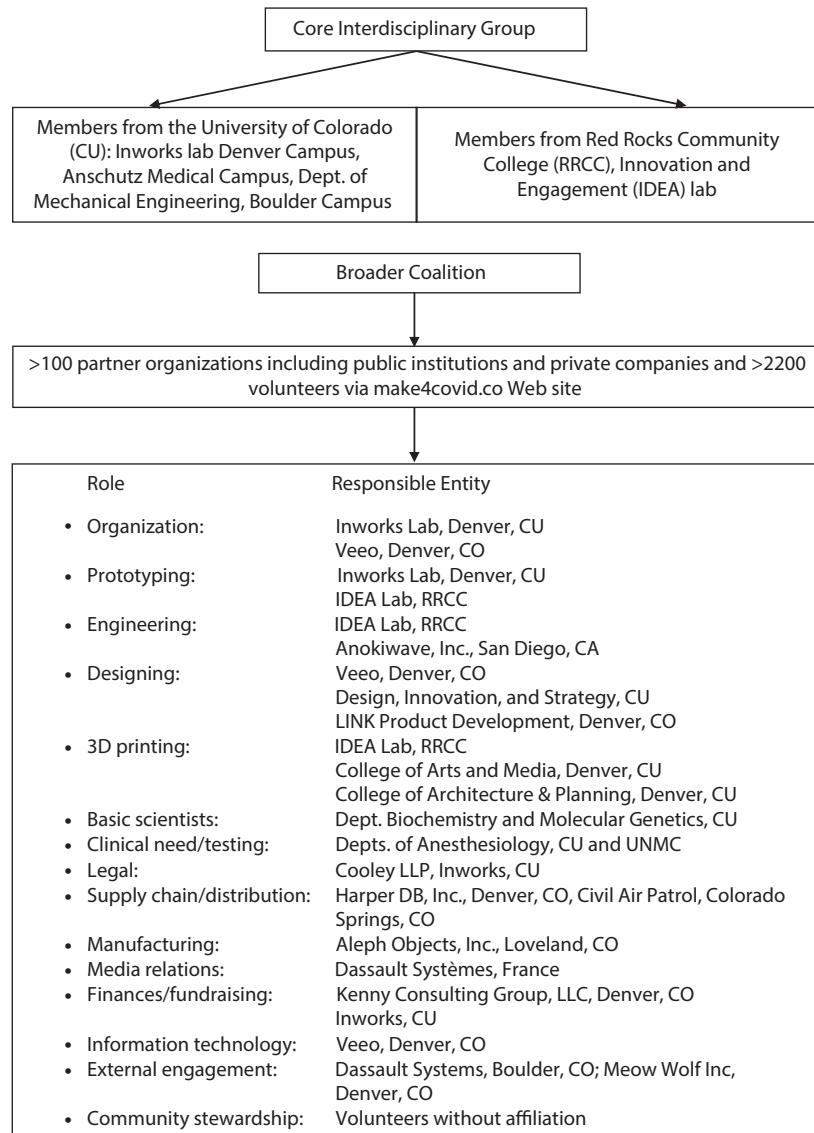 Core Interdisciplinary Group
Members from the University of Colorado
(CU): Inworks lab Denver Campus,
Anschutz Medical Campus, Dept. of
Mechanical Engineering, Boulder Campus
Members from Red Rocks Community
College (RRCC), Innovation and
Engagement (IDEA) lab
Broader Coalition
>100 partner organizations including public institutions and private companies and >2200
volunteers via make4covid.co Web site
Role Responsible Entity
• Organization: Inworks Lab, Denver, CU
Veeo, Denver, CO
• Prototyping: Inworks Lab, Denver, CU
IDEA Lab, RRCC
• Engineering: IDEA Lab, RRCC
Anokiwave, Inc., San Diego, CA
• Designing: Veeo, Denver, CO
Design, Innovation, and Strategy, CU
LINK Product Development, Denver, CO
• 3D printing: IDEA Lab, RRCC
College of Arts and Media, Denver, CU
College of Architecture & Planning, Denver, CU
• Basic scientists: Dept. Biochemistry and Molecular Genetics, CU
• Clinical need/testing: Depts. of Anesthesiology, CU and UNMC
• Legal: Cooley LLP, Inworks, CU
• Supply chain/distribution: Harper DB, Inc., Denver, CO, Civil Air Patrol, Colorado
Springs, CO
• Manufacturing: Aleph Objects, Inc., Loveland, CO
• Media relations: Dassault Systèmes, France
• Finances/fundraising: Kenny Consulting Group, LLC, Denver, CO
Inworks, CU
• Information technology: Veeo, Denver, CO
• External engagement: Dassault Systems, Boulder, CO; Meow Wolf Inc,
Denver, CO
• Community stewardship: Volunteers without affiliation